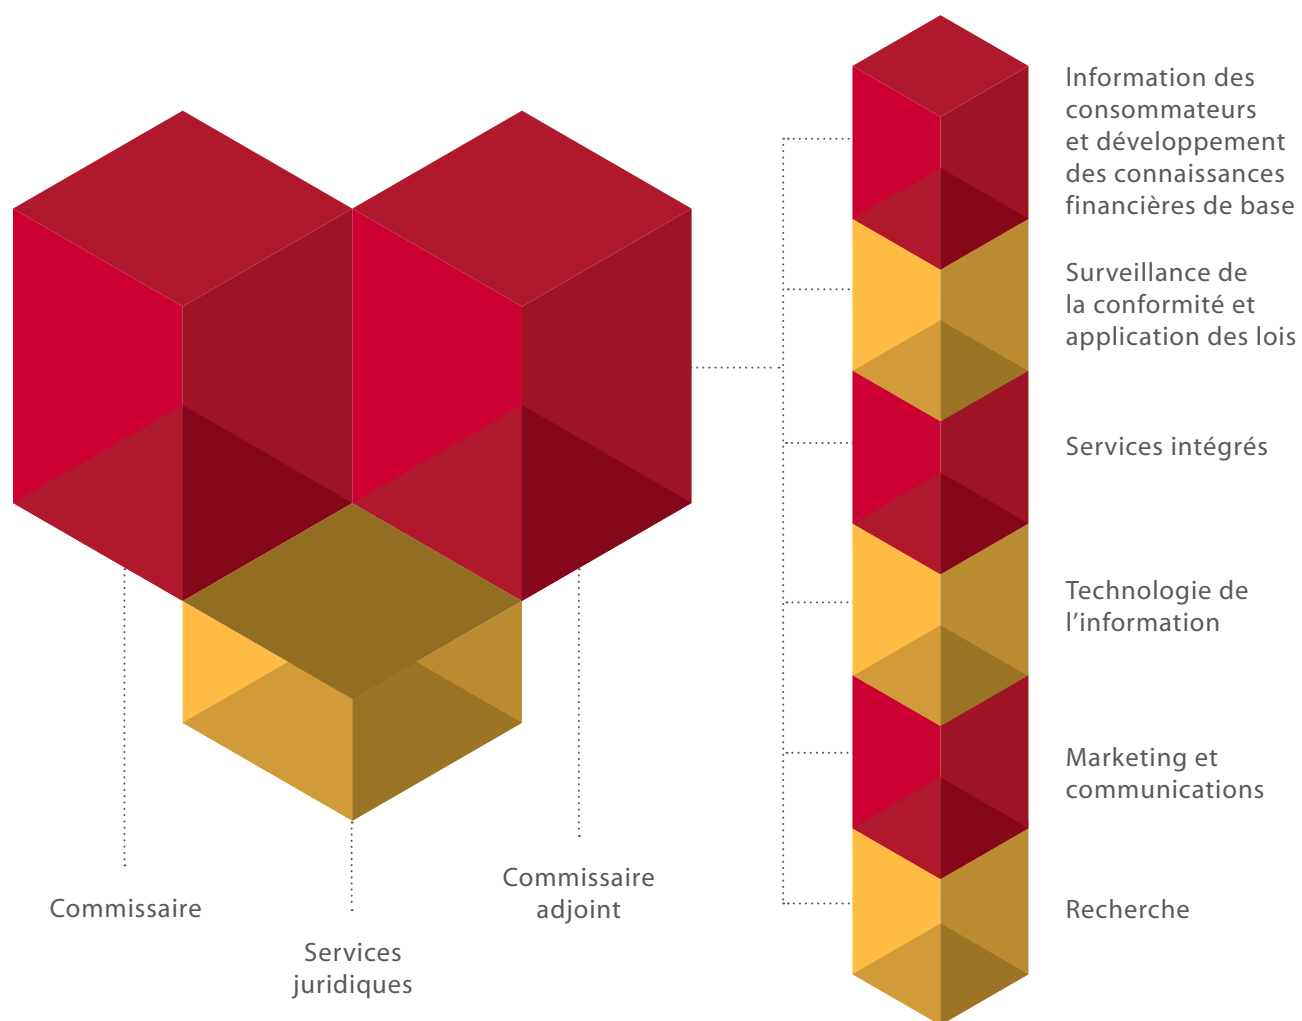 Commissaire
Services
juridiques
Commissaire
adjoint
Information des
consommateurs
et développement
des connaissances
financières de base
Surveillance de
la conformité et
application des lois
Services intégrés
Technologie de
l’information
Marketing et
communications
Recherche